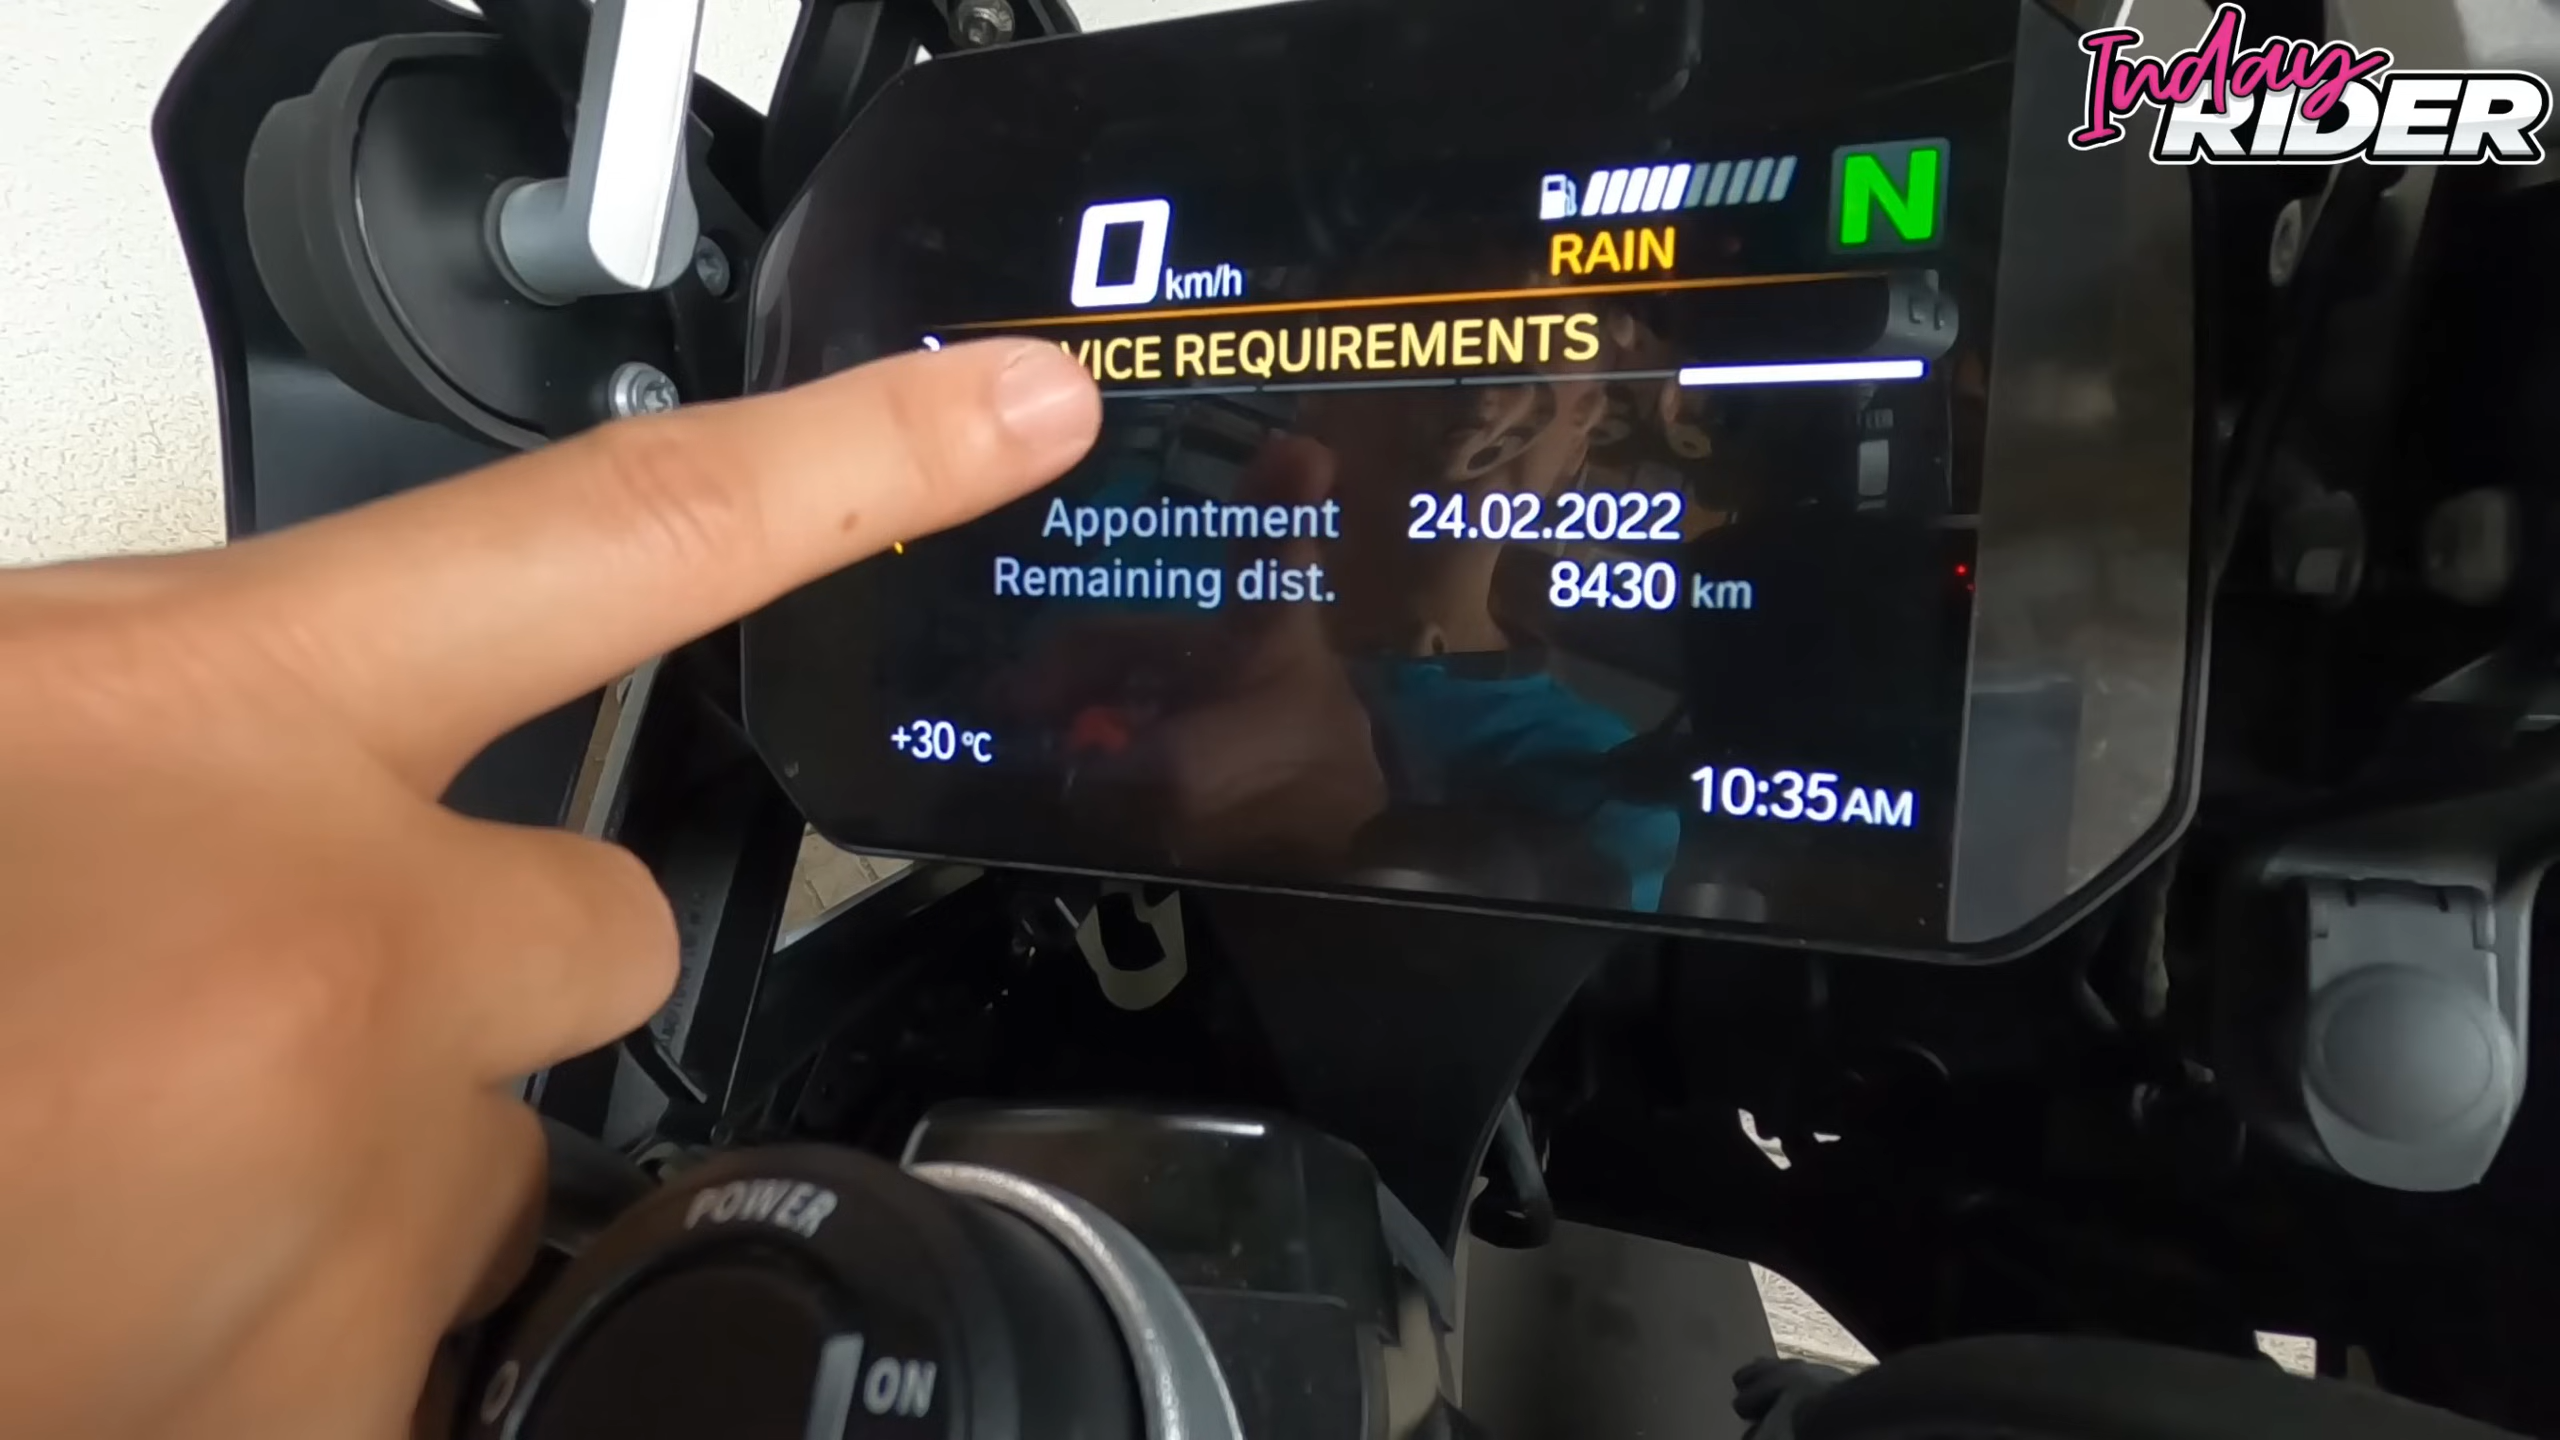 Inday
RIDER
0 km/h
RAIN
N
VICE REQUIREMENTS
Appointment 24.02.2022
Remaining dist. 8430 km
+30 °C
10:35 AM
POWER
ON